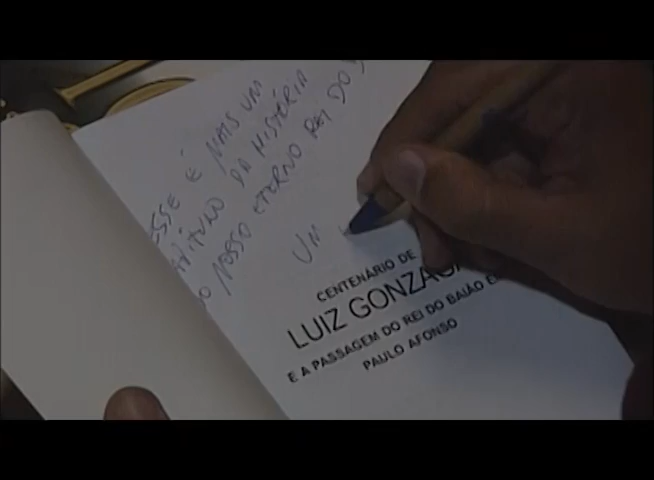 ESSE É MAIS UM
CAPÍTULO DA HISTÓRIA
DO NOSSO ETERNO REI DO
UM
CENTENÁRIO DE
LUIZ GONZAGA
E A PASSAGEM DO REI DO BAIÃO E
PAULO AFONSO